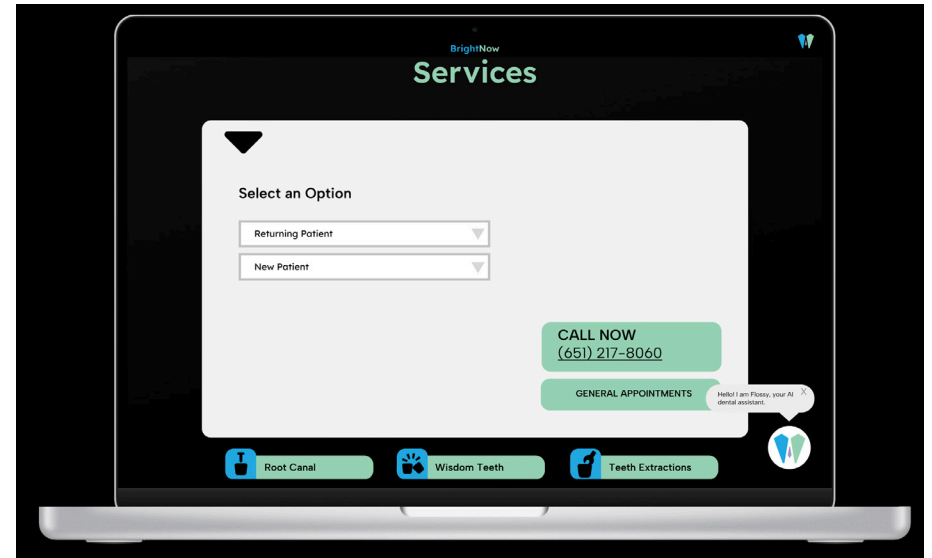 BrightNow
Services
Select an Option
Returning Patient
New Patient
CALL NOW
(651) 217-8060
GENERAL APPOINTMENTS
Hello! I am Flossy, your AI
dental assistant.
X
Root Canal
Wisdom Teeth
Teeth Extractions